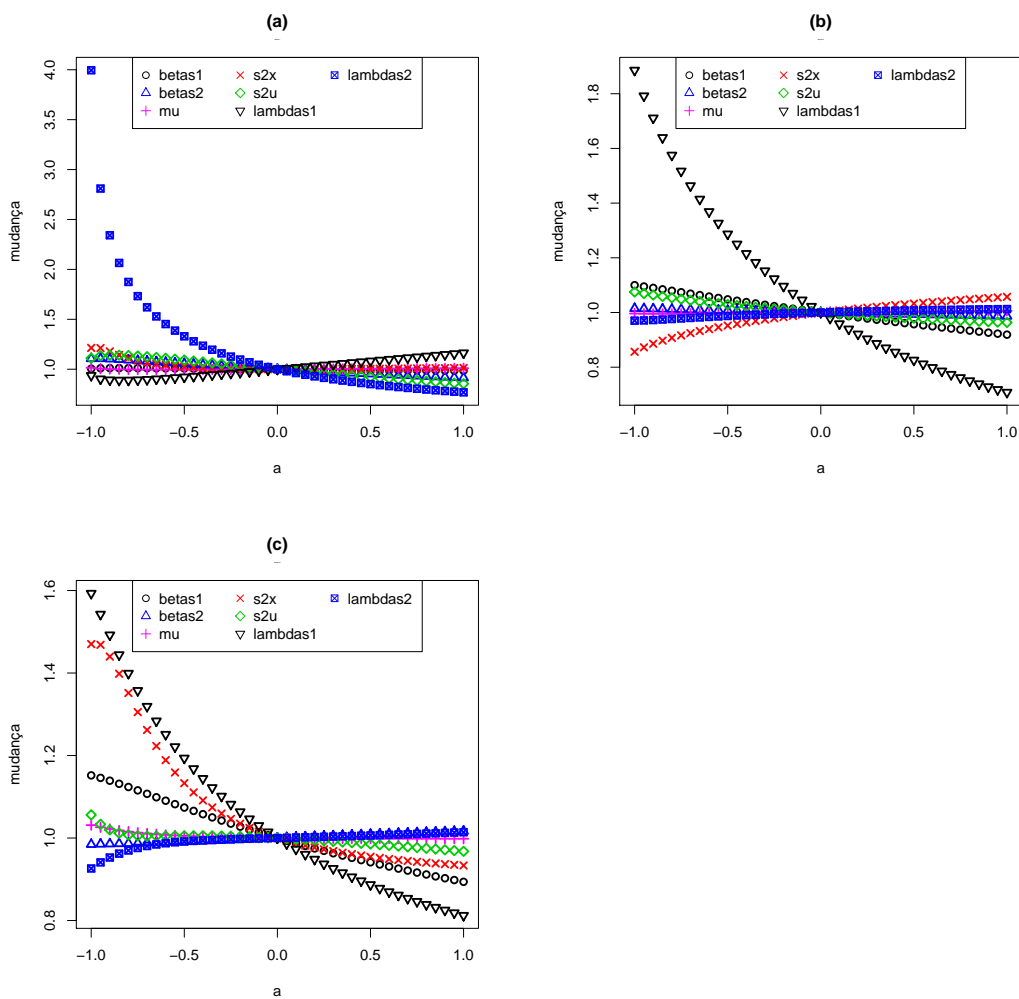 (a)
betas1
betas2
mu
s2x
s2u
lambdas1
lambdas2
4.0
3.5
3.0
2.5
2.0
1.5
1.0
mudança
−1.0 −0.5 0.0 0.5 1.0
a
(b)
betas1
betas2
mu
s2x
s2u
lambdas1
lambdas2
1.8
1.6
1.4
1.2
1.0
0.8
mudança
−1.0 −0.5 0.0 0.5 1.0
a
(c)
betas1
betas2
mu
s2x
s2u
lambdas1
lambdas2
1.6
1.4
1.2
1.0
0.8
mudança
−1.0 −0.5 0.0 0.5 1.0
a